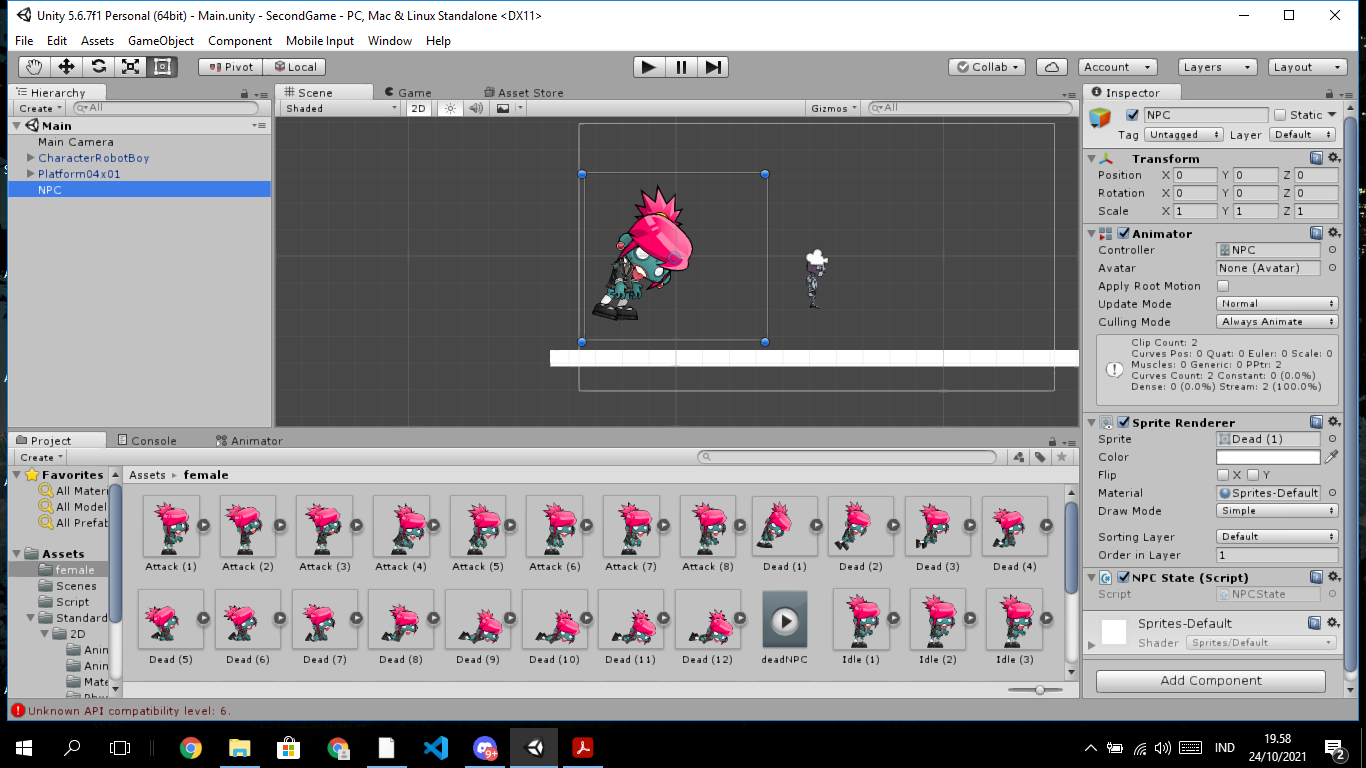 Unity 5.6.7f1 Personal (64bit) - Main.unity - SecondGame - PC, Mac & Linux Standalone <DX11>
File Edit Assets GameObject Component Mobile Input Window Help
Pivot Local Collab Account Layers Layout
Hierarchy
Create All
Main
Main Camera
CharacterRobotBoy
Platform04x01
NPC
Scene Game Asset Store
Shaded 2D Gizmos All
Inspector
NPC Static
Tag Untagged Layer Default
Transform
Position X 0 Y 0 Z 0
Rotation X 0 Y 0 Z 0
Scale X 1 Y 1 Z 1
Animator
Controller NPC
Avatar None (Avatar)
Apply Root Motion
Update Mode Normal
Culling Mode Always Animate
Clip Count: 2
Curves Pos: 0 Quat: 0 Euler: 0 Scale: 0
Muscles: 0 Generic: 0 PPtr: 2
Curves Count: 2 Constant: 0 (0.0%)
Dense: 0 (0.0%) Stream: 2 (100.0%)
Sprite Renderer
Sprite Dead (1)
Color
Flip X Y
Material Sprites-Default
Draw Mode Simple
Sorting Layer Default
Order in Layer 1
NPC State (Script)
Script NPCState
Sprites-Default
Shader Sprites/Default
Add Component
Project Console Animator
Create
Favorites
All Materi
All Model
All Prefab
Assets
female
Scenes
Script
Standard
2D
Anin
Anin
Mate
Assets female
Attack (1) Attack (2) Attack (3) Attack (4) Attack (5) Attack (6) Attack (7) Attack (8) Dead (1) Dead (2) Dead (3) Dead (4)
Dead (5) Dead (6) Dead (7) Dead (8) Dead (9) Dead (10) Dead (11) Dead (12) deadNPC Idle (1) Idle (2) Idle (3)
Unknown API compatibility level: 6.
9+
IND
19.58
24/10/2021
2